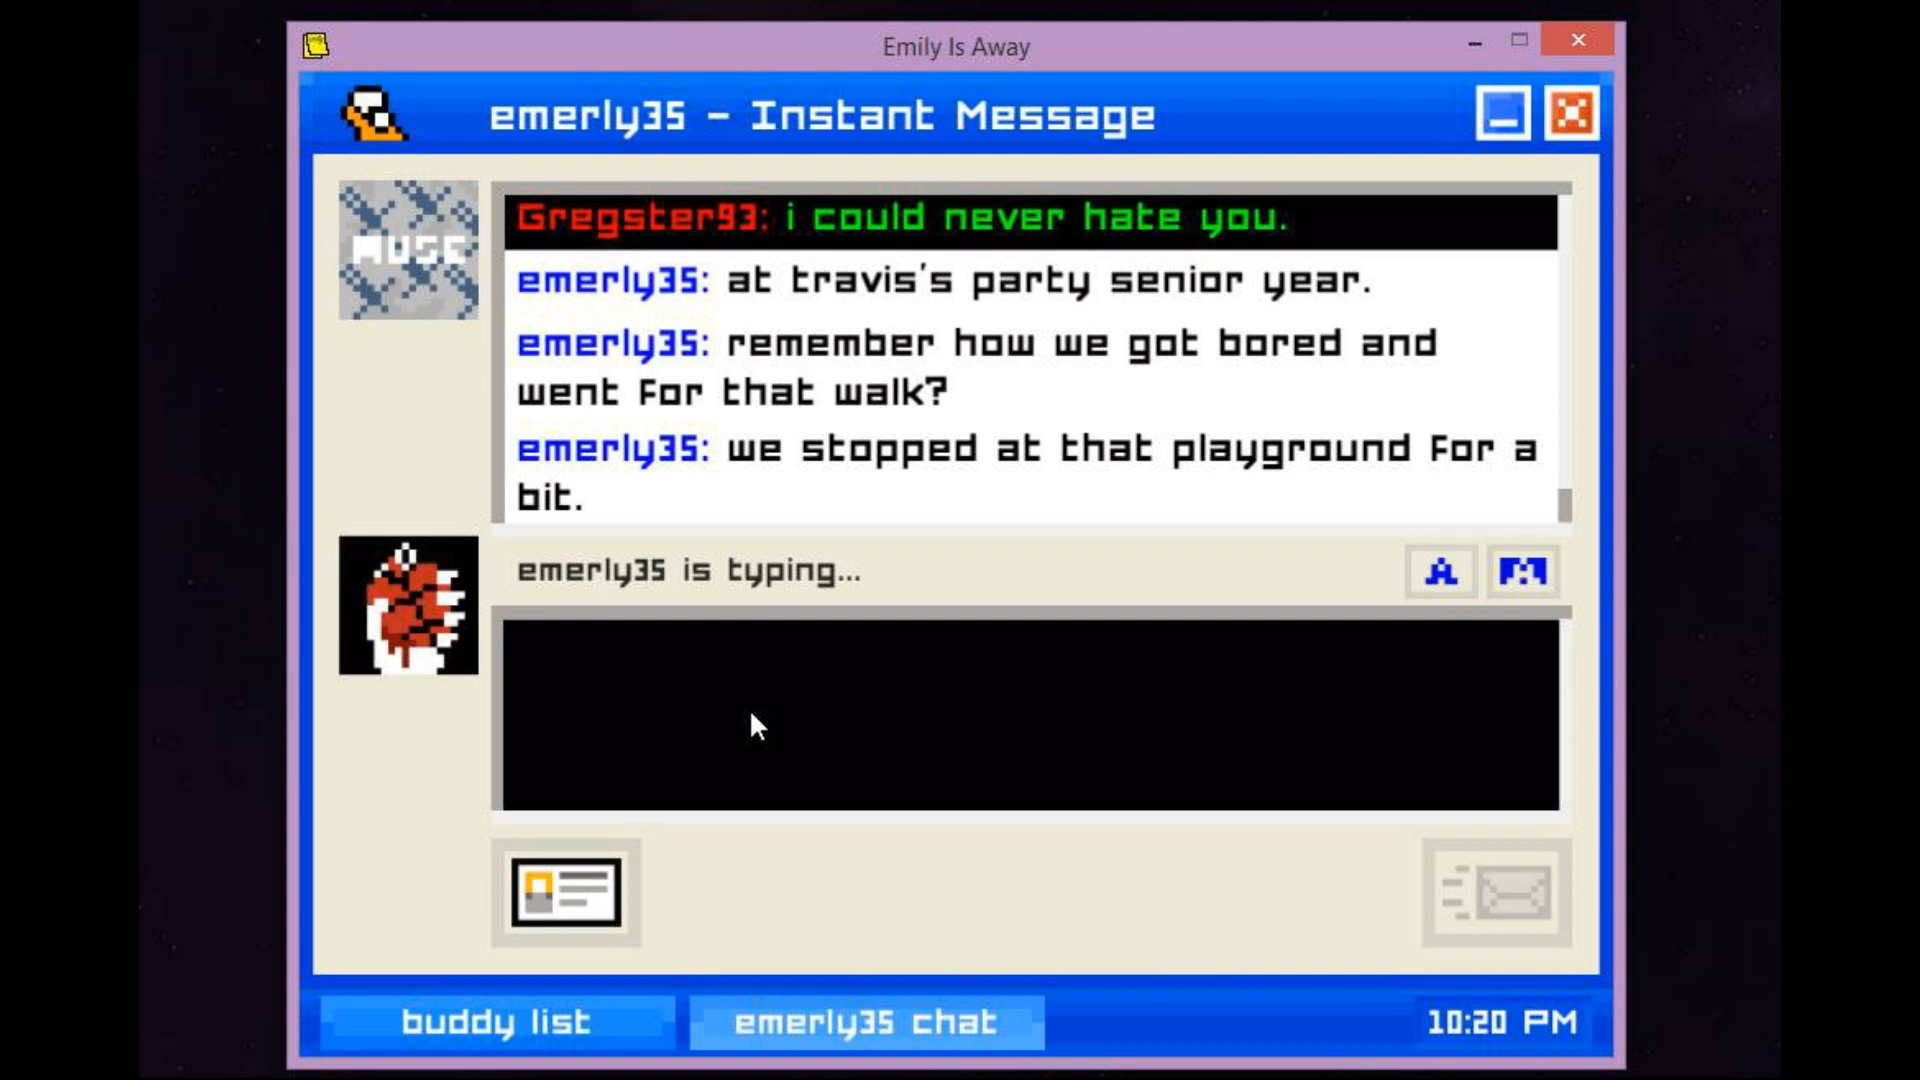 Emily Is Away
emerly35 - Instant Message
MUSE
Gregster93: i could never hate you.
emerly35: at travis's party senior year.
emerly35: remember how we got bored and
went for that walk?
emerly35: we stopped at that playground for a
bit.
emerly35 is typing...
A
buddy list
emerly35 chat
10:20 PM